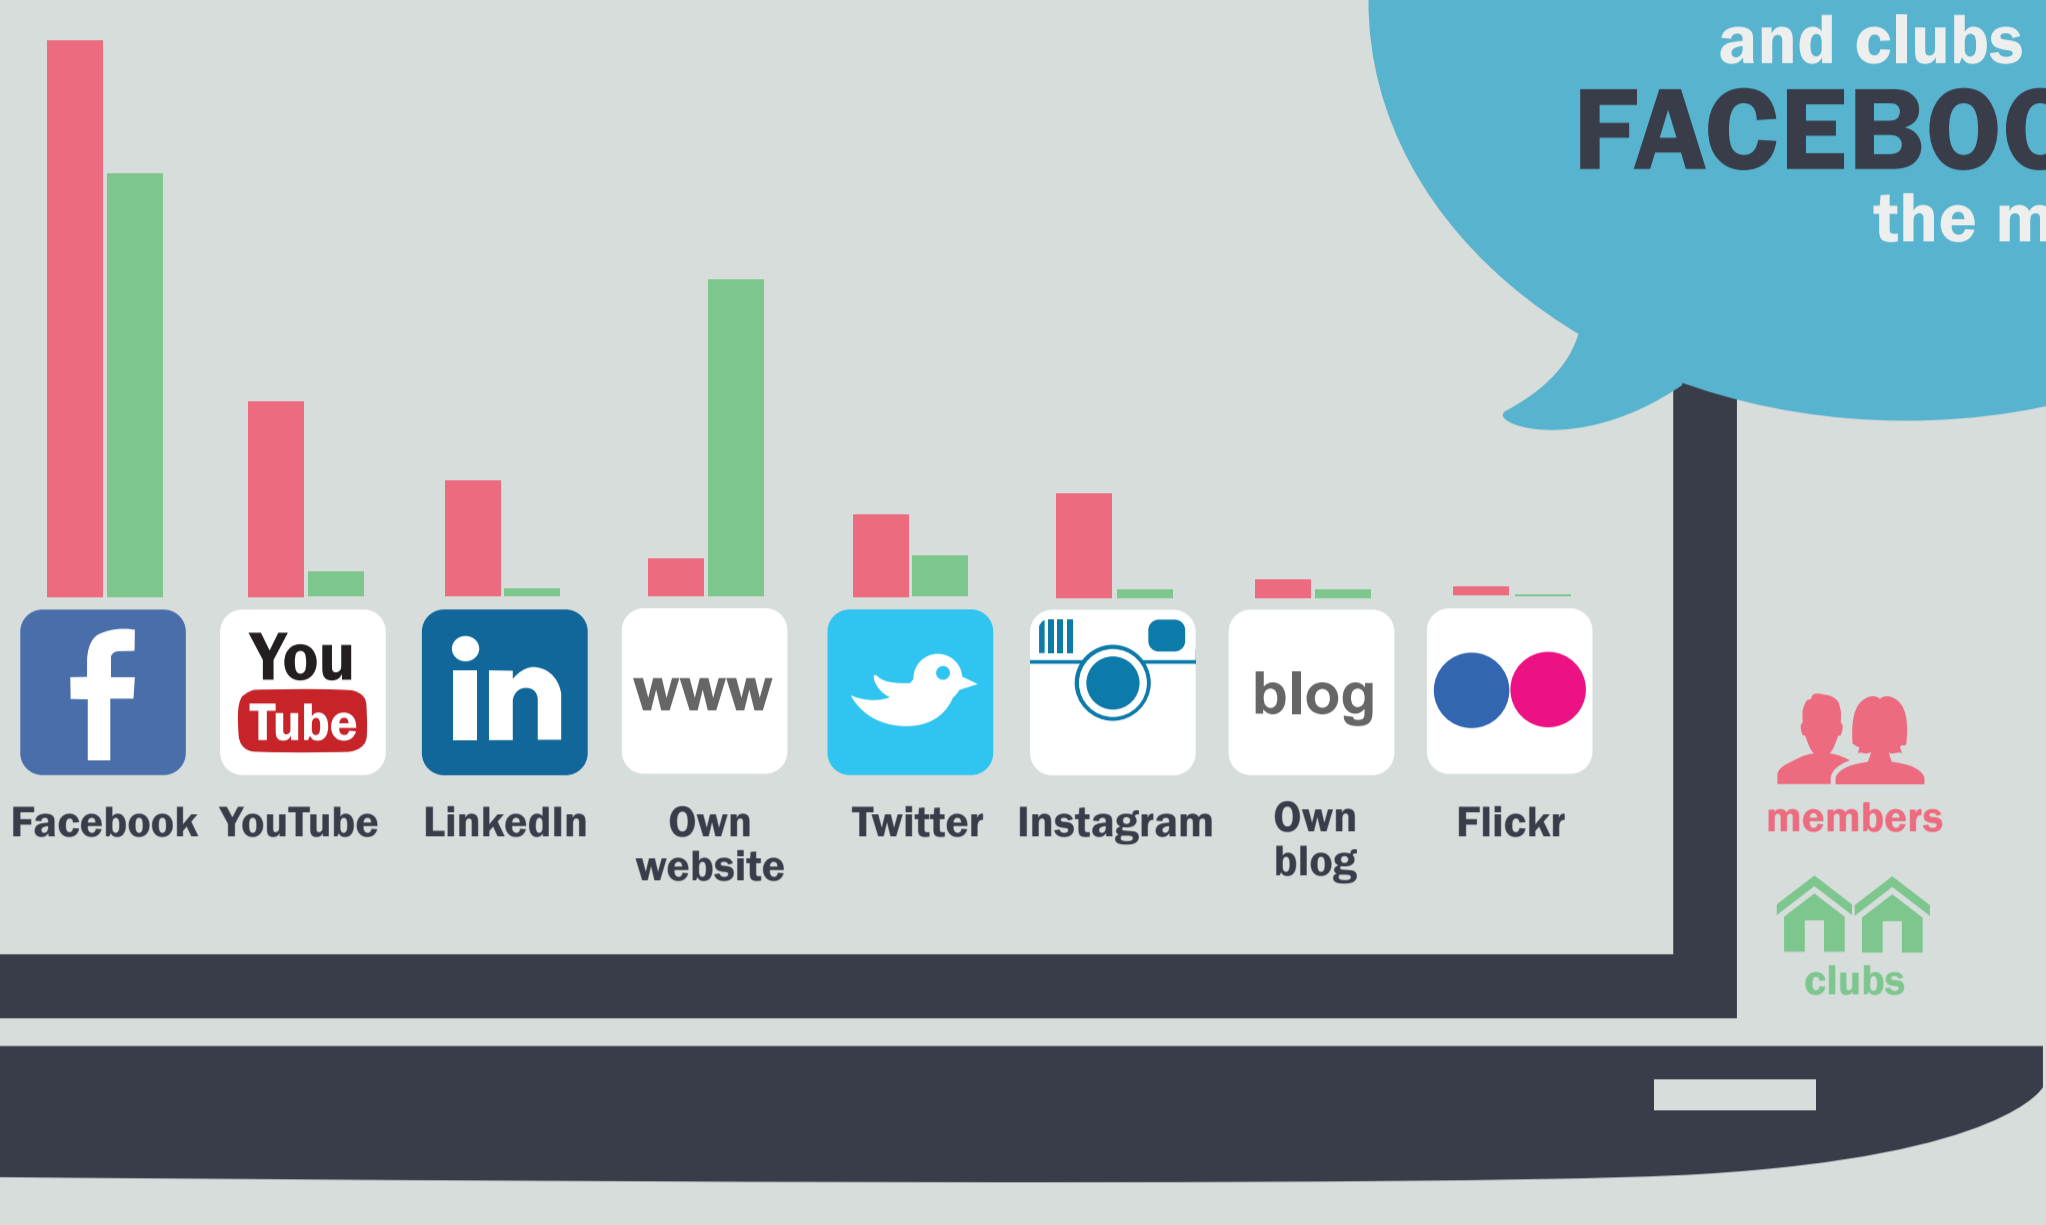 and clubs
FACEBOO
the m
You
Tube
in
www
blog
Facebook
YouTube
LinkedIn
Own
website
Twitter
Instagram
Own
blog
Flickr
members
clubs